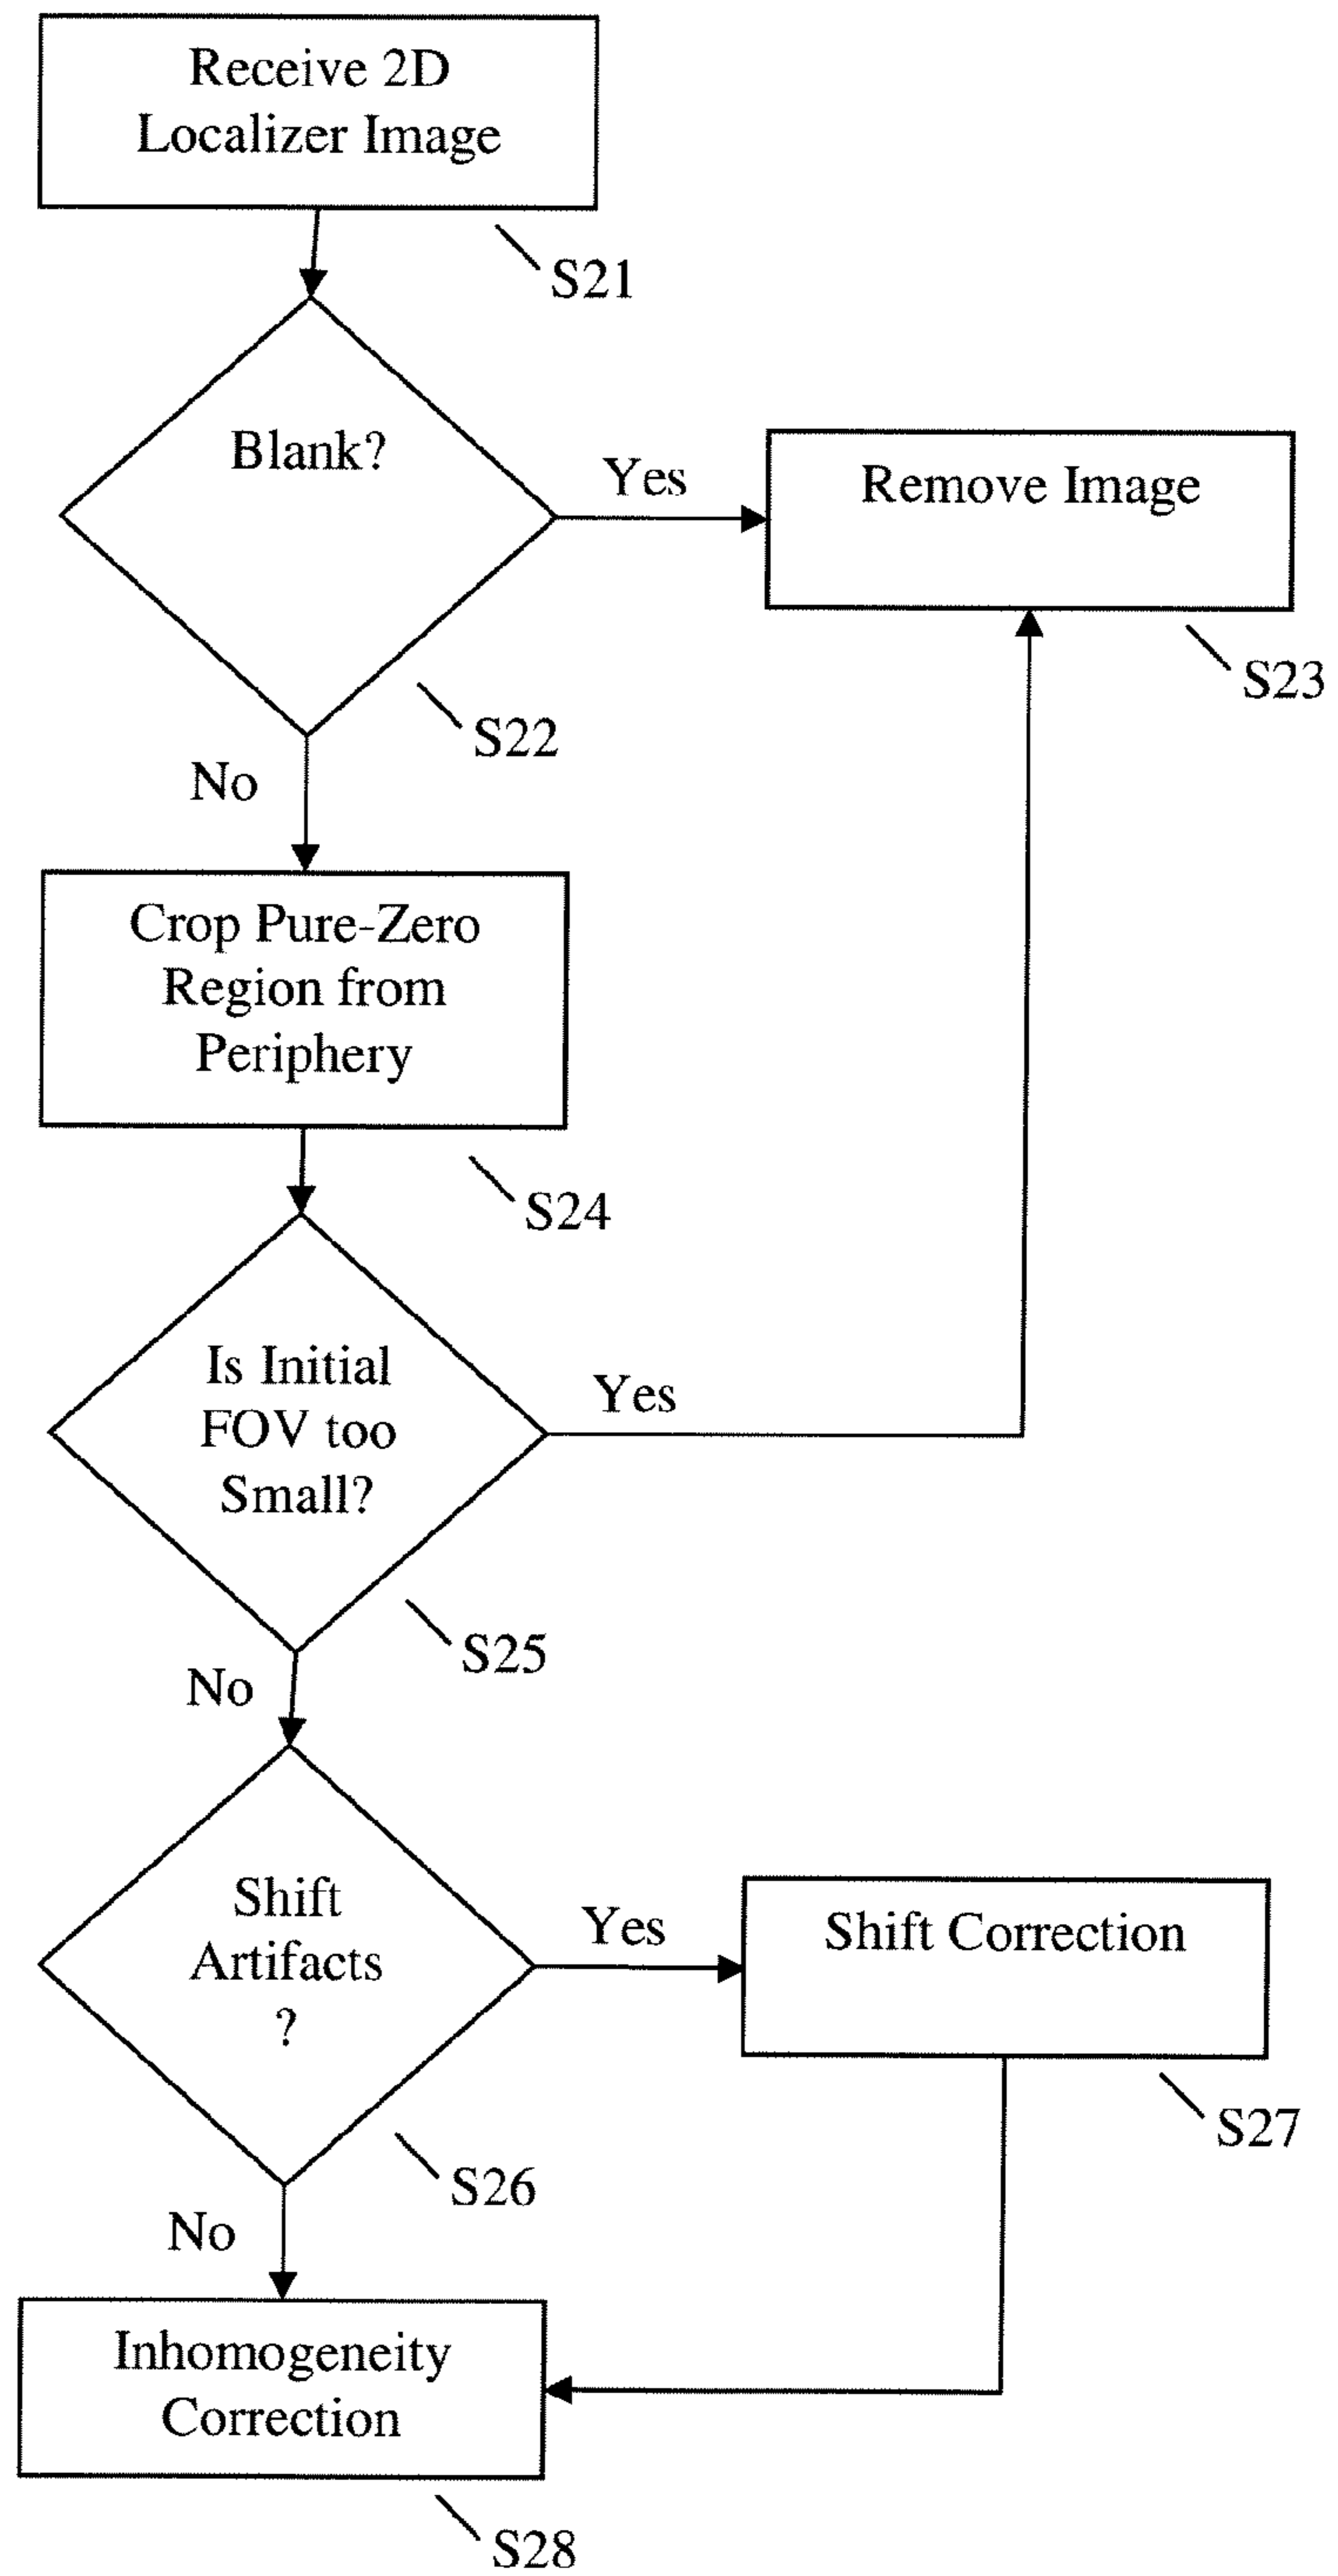 Receive 2D
Localizer Image
S21
Blank?
Yes
Remove Image
S23
S22
No
Crop Pure-Zero
Region from
Periphery
S24
Is Initial
FOV too
Small?
Yes
S25
No
Shift
Artifacts
?
Yes
Shift Correction
S27
S26
No
Inhomogeneity
Correction
S28